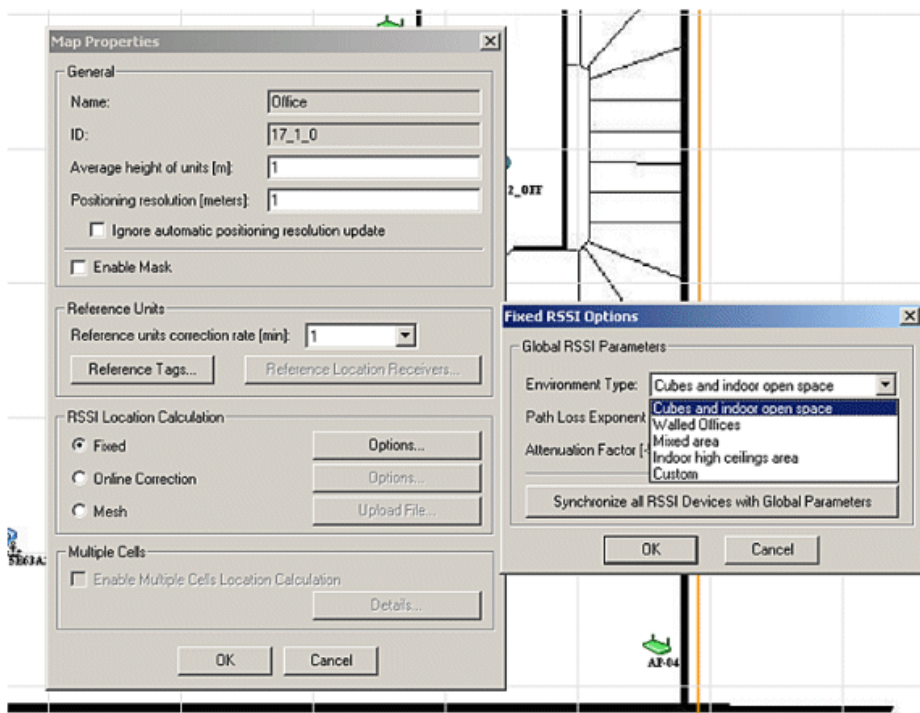 Map Properties
General
Name: Office
ID: 17_1_0
Average height of units [m]: 1
Positioning resolution [meters]: 1
Ignore automatic positioning resolution update
Enable Mask
Reference Units
Reference units correction rate [min]: 1
Reference Tags... Reference Location Receivers...
RSSI Location Calculation
Fixed Options...
Online Correction Options...
Mesh Upload File...
Multiple Cells
Enable Multiple Cells Location Calculation
Details...
OK Cancel
2_OFF
Fixed RSSI Options
Global RSSI Parameters
Environment Type: Cubes and indoor open space
Cubes and indoor open space
Path Loss Exponent
Walled Offices
Mixed area
Attenuation Factor [-
Indoor high ceilings area
Custom
Synchronize all RSSI Devices with Global Parameters
OK Cancel
AP-04